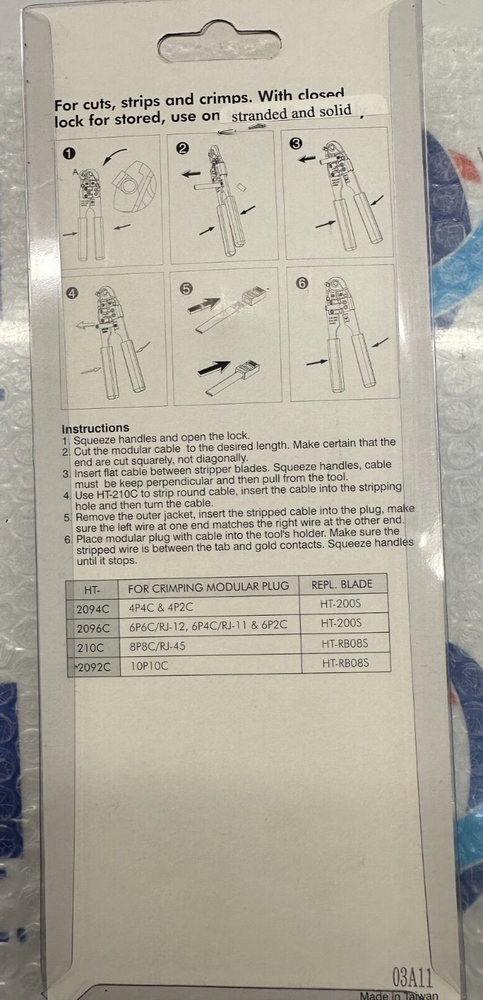 For cuts, strips and crimps. With closed
lock for stored, use on stranded and solid
1
A
2
3
4
5
6
Instructions
1. Squeeze handles and open the lock.
2. Cut the modular cable to the desired length. Make certain that the
end are cut squarely, not diagonally.
3. Insert flat cable between stripper blades. Squeeze handles, cable
must be keep perpendicular and then pull from the tool.
4. Use HT-210C to strip round cable, insert the cable into the stripping
hole and then turn the cable.
5. Remove the outer jacket, insert the stripped cable into the plug, make
sure the left wire at one end matches the right wire at the other end.
6. Place modular plug with cable into the tool's holder. Make sure the
stripped wire is between the tab and gold contacts. Squeeze handles
until it stops.
HT- FOR CRIMPING MODULAR PLUG REPL. BLADE
2094C 4P4C & 4P2C HT-200S
2096C 6P6C/RJ-12, 6P4C/RJ-11 & 6P2C HT-200S
210C 8P8C/RJ-45 HT-RB08S
*2092C 10P10C HT-RB08S
03A11
Made in Taiwan